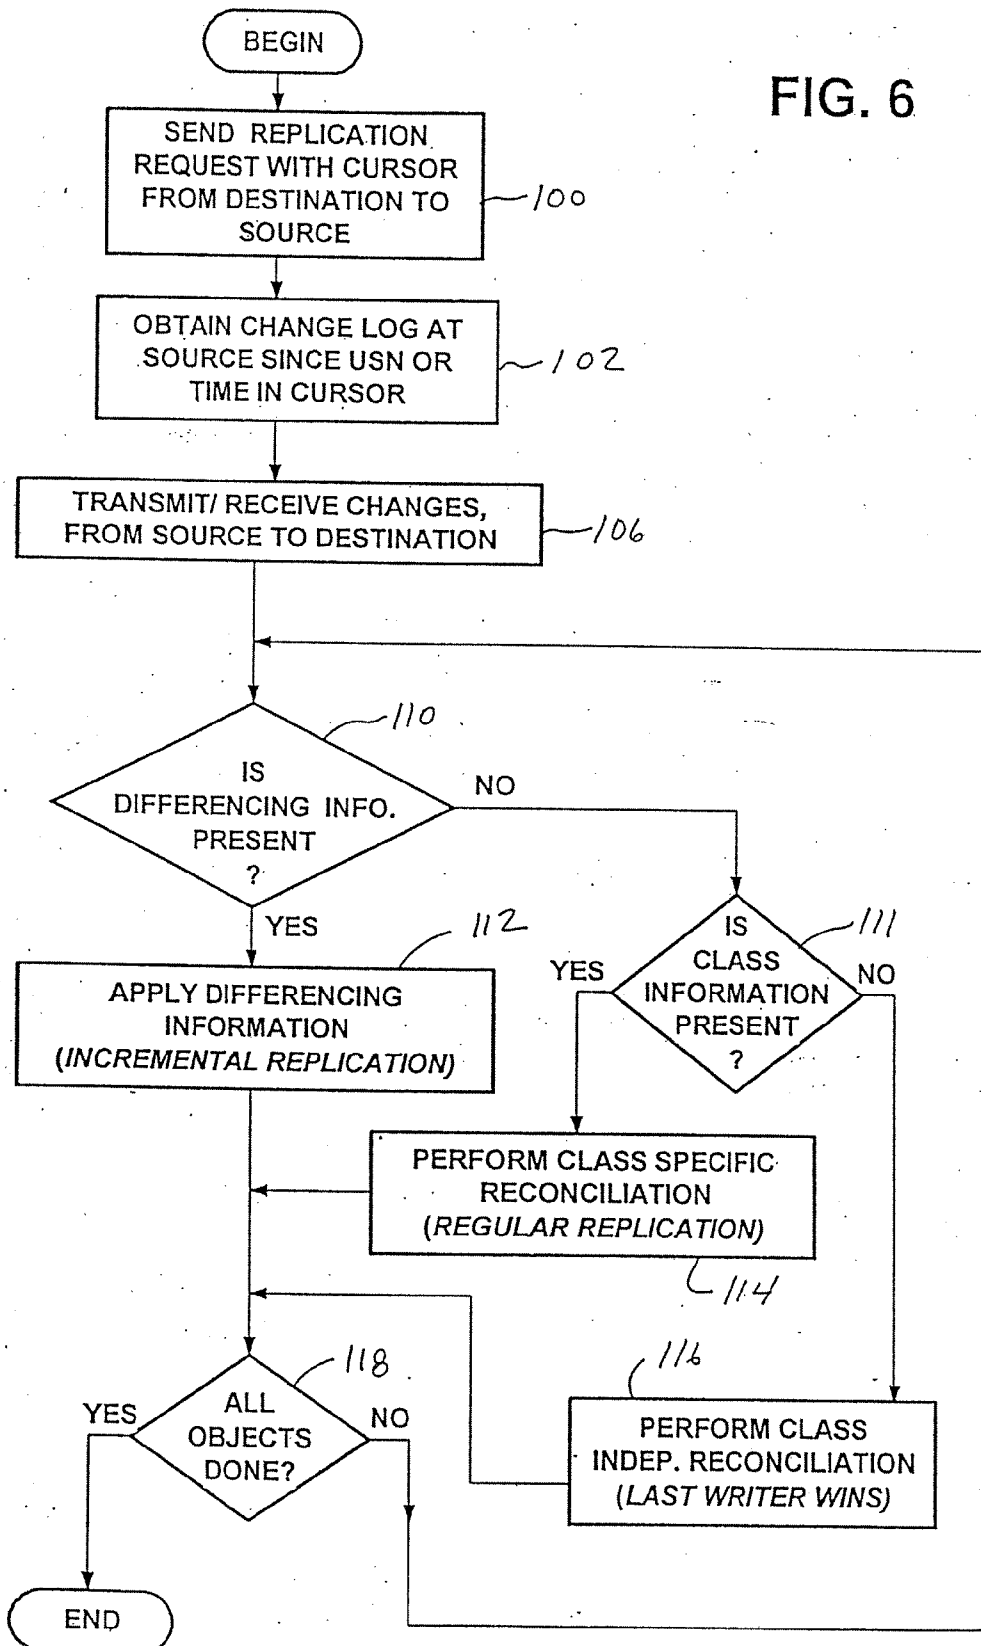 BEGIN
FIG. 6
SEND REPLICATION
REQUEST WITH CURSOR
FROM DESTINATION TO
SOURCE
100
OBTAIN CHANGE LOG AT
SOURCE SINCE USN OR
TIME IN CURSOR
102
TRANSMIT/ RECEIVE CHANGES,
FROM SOURCE TO DESTINATION
106
110
IS
DIFFERENCING INFO.
PRESENT
?
NO
YES
112
APPLY DIFFERENCING
INFORMATION
(INCREMENTAL REPLICATION)
111
IS
CLASS
INFORMATION
PRESENT
?
YES
NO
PERFORM CLASS SPECIFIC
RECONCILIATION
(REGULAR REPLICATION)
114
116
PERFORM CLASS
INDEP. RECONCILIATION
(LAST WRITER WINS)
118
ALL
OBJECTS
DONE?
YES
NO
END